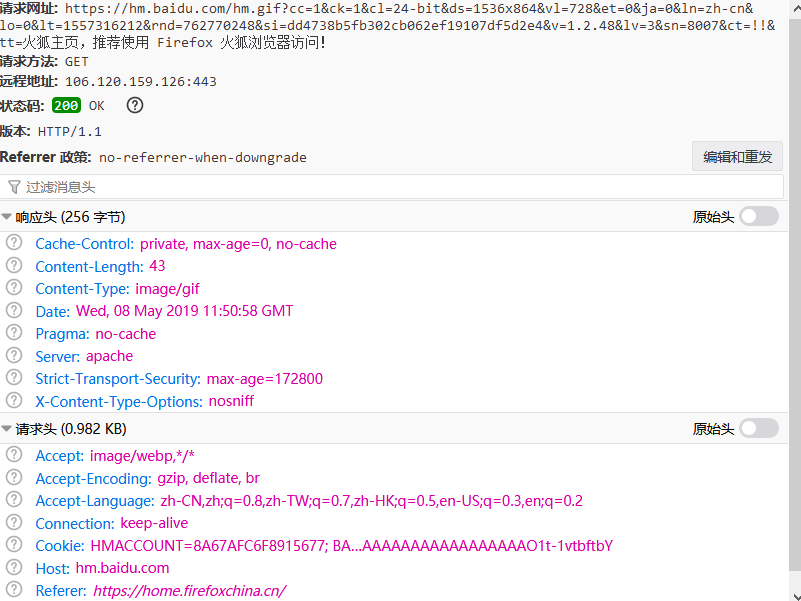 请求网址: https://hm.baidu.com/hm.gif?cc=1&ck=1&cl=24-bit&ds=1536x864&vl=728&et=0&ja=0&ln=zh-cn&
lo=0&lt=1557316212&rnd=762770248&si=dd4738b5fb302cb062ef19107df5d2e4&v=1.2.48&lv=3&sn=8007&ct=!!&
tt=火狐主页，推荐使用 Firefox 火狐浏览器访问！
请求方法: GET
远程地址: 106.120.159.126:443
状态码: 200 OK ?
版本: HTTP/1.1
Referrer 政策: no-referrer-when-downgrade 编辑和重发
过滤消息头
响应头 (256 字节) 原始头
? Cache-Control: private, max-age=0, no-cache
? Content-Length: 43
? Content-Type: image/gif
? Date: Wed, 08 May 2019 11:50:58 GMT
? Pragma: no-cache
? Server: apache
? Strict-Transport-Security: max-age=172800
? X-Content-Type-Options: nosniff
请求头 (0.982 KB) 原始头
? Accept: image/webp,*/*
? Accept-Encoding: gzip, deflate, br
? Accept-Language: zh-CN,zh;q=0.8,zh-TW;q=0.7,zh-HK;q=0.5,en-US;q=0.3,en;q=0.2
? Connection: keep-alive
? Cookie: HMACCOUNT=8A67AFC6F8915677; BA...AAAAAAAAAAAAAAAAAO1t-1vtbftbY
? Host: hm.baidu.com
? Referer: https://home.firefoxchina.cn/